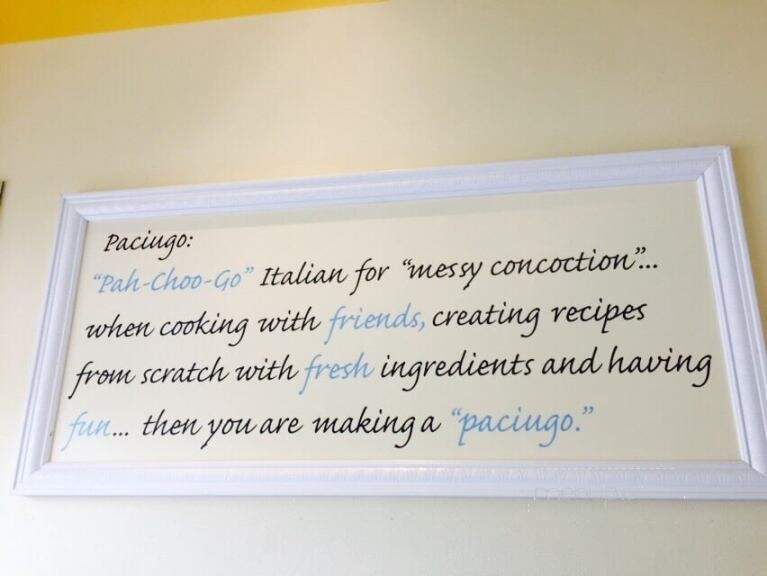 Paciugo:
"Pah-Choo-Go" Italian for "messy concoction"...
when cooking with friends, creating recipes
from scratch with fresh ingredients and having
fun... then you are making a "paciugo."